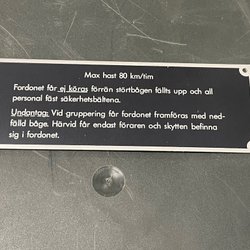 Max hast 80 km/tim
Fordonet får ej köras förrän störtbågen fällts upp och all
personal fäst säkerhetsbältena.
Undantag: Vid gruppering får fordonet framföras med ned-
fälld båge. Härvid får endast föraren och skytten befinna
sig i fordonet.